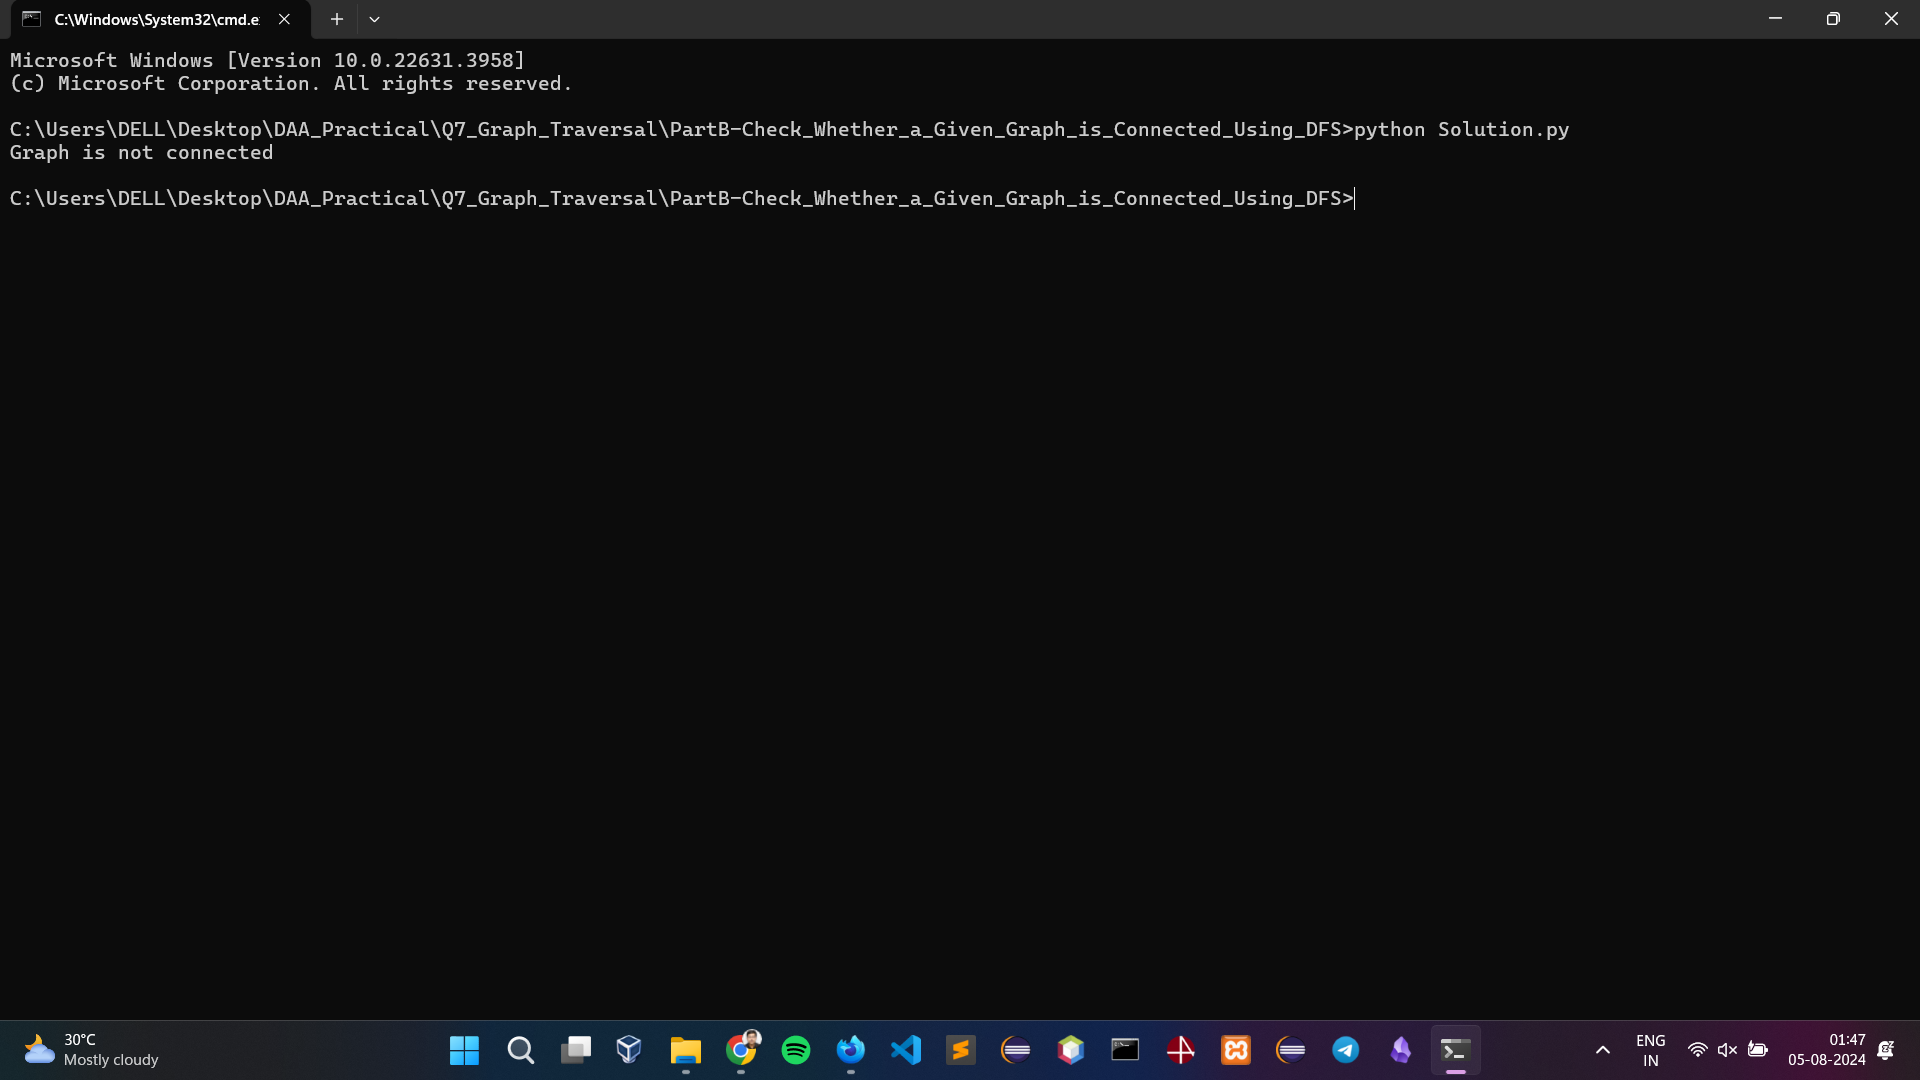 C:\Windows\System32\cmd.e
Microsoft Windows [Version 10.0.22631.3958]
(c) Microsoft Corporation. All rights reserved.
C:\Users\DELL\Desktop\DAA_Practical\Q7_Graph_Traversal\PartB-Check_Whether_a_Given_Graph_is_Connected_Using_DFS>python Solution.py
Graph is not connected
C:\Users\DELL\Desktop\DAA_Practical\Q7_Graph_Traversal\PartB-Check_Whether_a_Given_Graph_is_Connected_Using_DFS>
30°C
Mostly cloudy
ENG
IN
01:47
05-08-2024